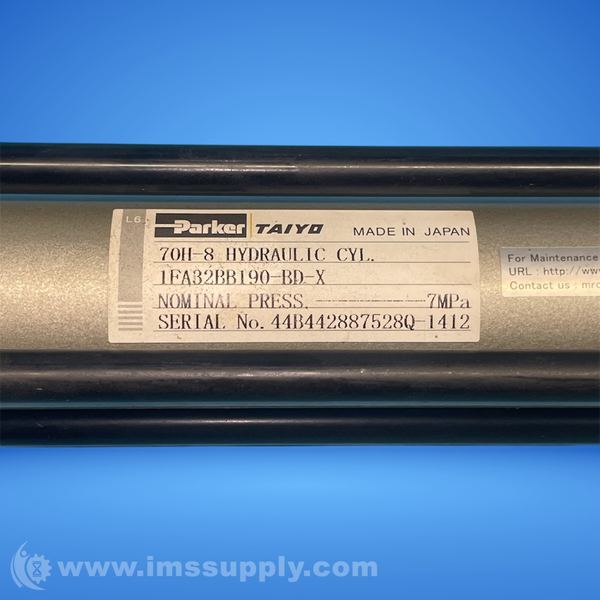 L6
Parker TAIYO MADE IN JAPAN
70H-8 HYDRAULIC CYL.
1FA32BB190-BD-X
NOMINAL PRESS. 7MPa
SERIAL No. 44B442887528Q-1412
For Maintenance
URL : http://www
Contact us : mro
www.imssupply.com